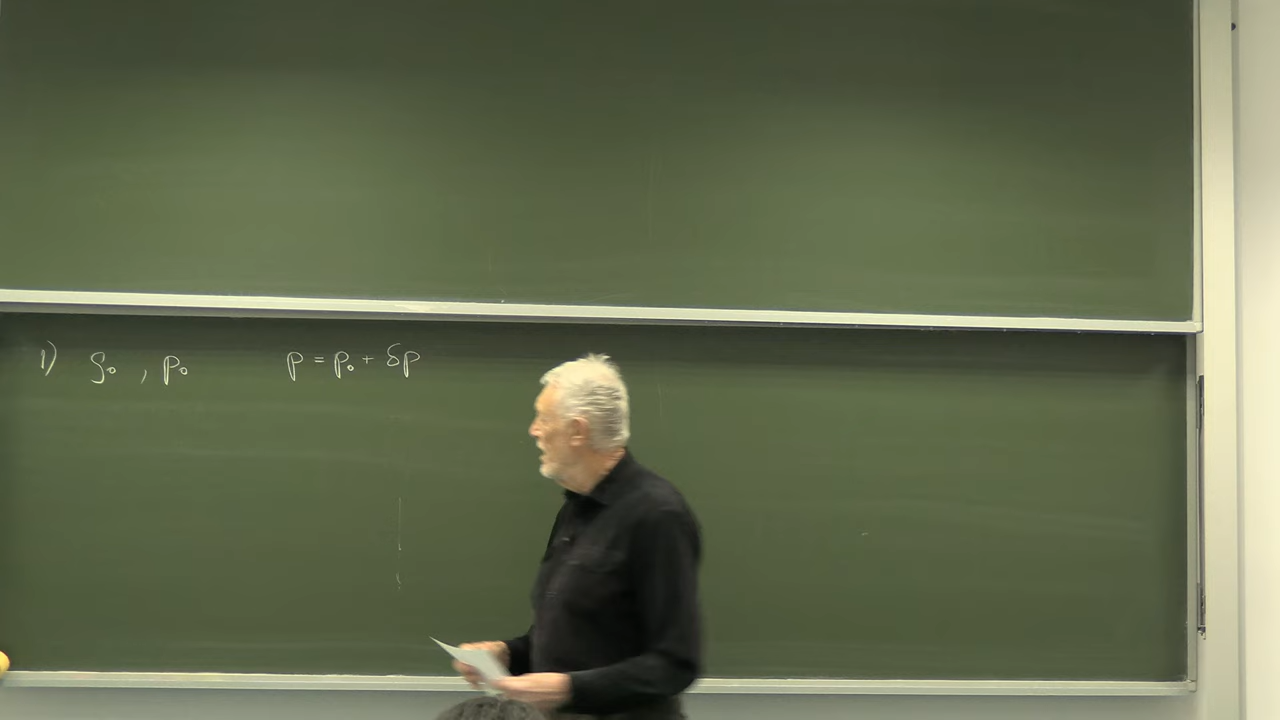 1) ρ₀ , p₀ p = p₀ + δp